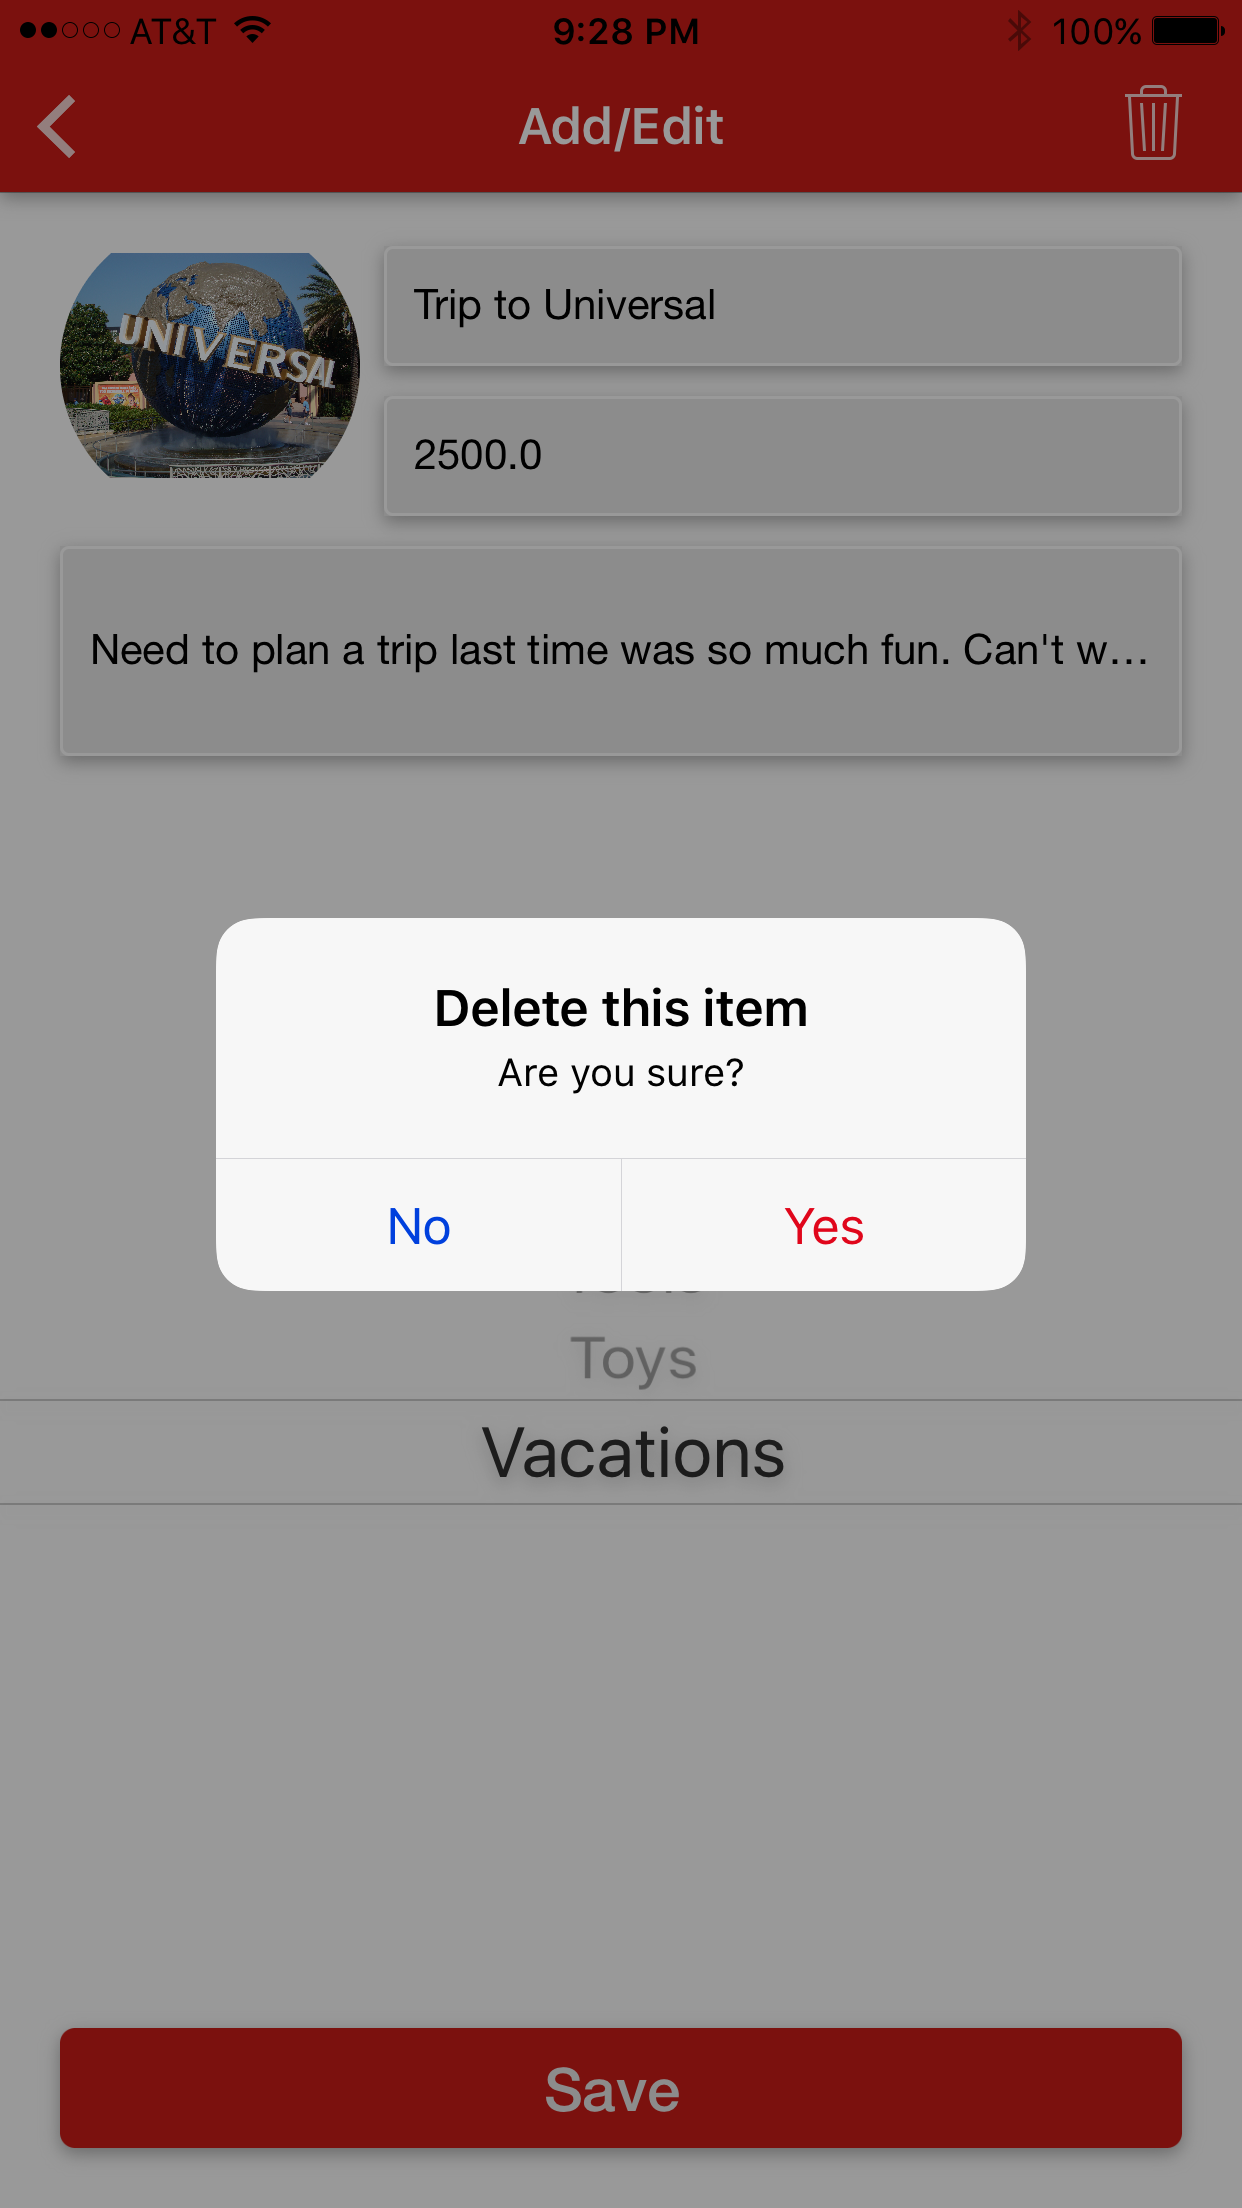 AT&T 9:28 PM 100%
Add/Edit
UNIVERSAL
Trip to Universal
2500.0
Need to plan a trip last time was so much fun. Can't w...
Delete this item
Are you sure?
No Yes
Toys
Vacations
Save